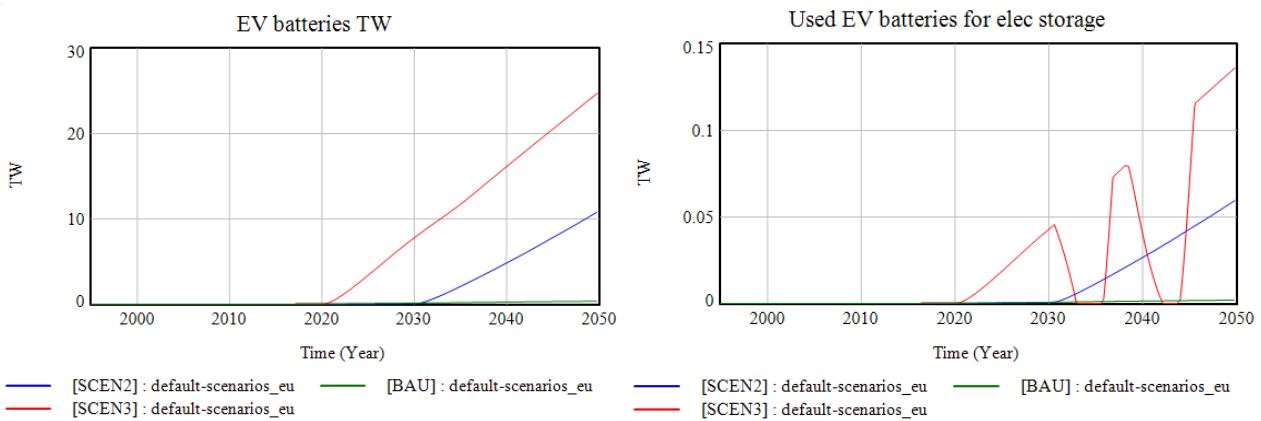 EV batteries TW
30
20
10
0
TW
2000 2010 2020 2030 2040 2050
Time (Year)
[SCEN2] : default-scenarios_eu [BAU] : default-scenarios_eu
[SCEN3] : default-scenarios_eu
Used EV batteries for elec storage
0.15
0.1
0.05
0
TW
2000 2010 2020 2030 2040 2050
Time (Year)
[SCEN2] : default-scenarios_eu [BAU] : default-scenarios_eu
[SCEN3] : default-scenarios_eu